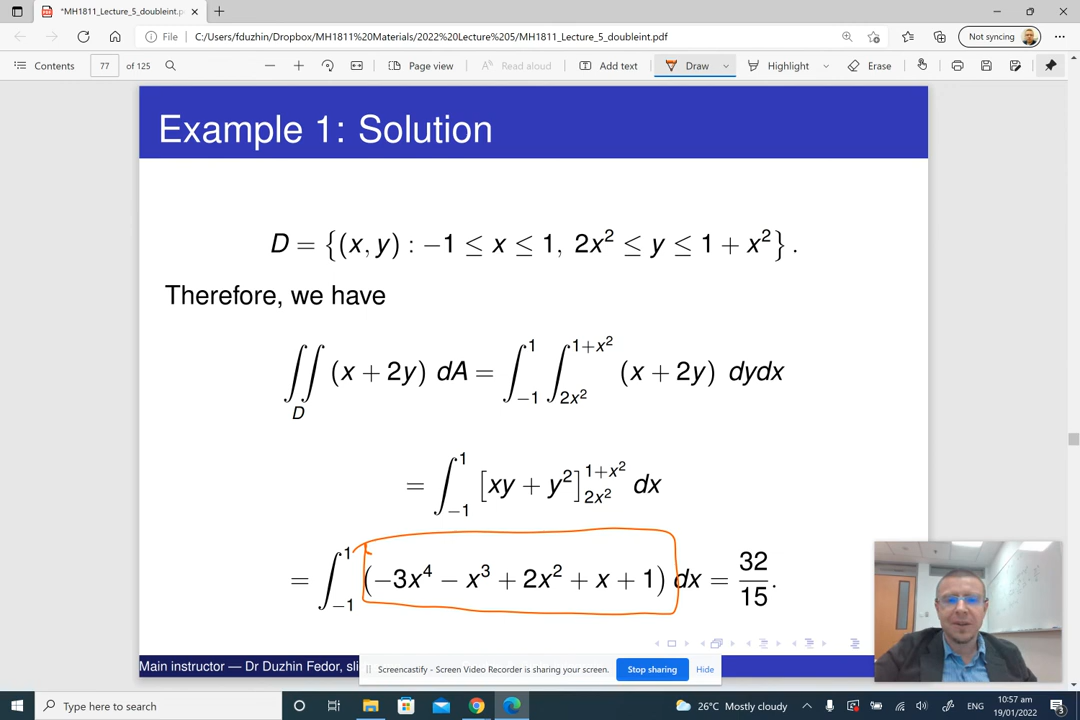 *MH1811_Lecture_5_doubleint.p
File C:/Users/fduzhin/Dropbox/MH1811%20Materials/2022%20Lecture%205/MH1811_Lecture_5_doubleint.pdf
Not syncing
Contents 77 of 125 Page view Read aloud Add text Draw Highlight Erase
Example 1: Solution
D = {(x, y) : −1 ≤ x ≤ 1, 2x² ≤ y ≤ 1 + x²} .
Therefore, we have
∬_D (x + 2y) dA = ∫_{−1}^{1} ∫_{2x²}^{1+x²} (x + 2y) dydx
= ∫_{−1}^{1} [xy + y²]_{2x²}^{1+x²} dx
= ∫_{−1}^{1} (−3x⁴ − x³ + 2x² + x + 1) dx = 32/15.
Main instructor — Dr Duzhin Fedor, sli
Screencastify - Screen Video Recorder is sharing your screen. Stop sharing Hide
Type here to search
26°C Mostly cloudy
ENG
10:57 am
19/01/2022
3